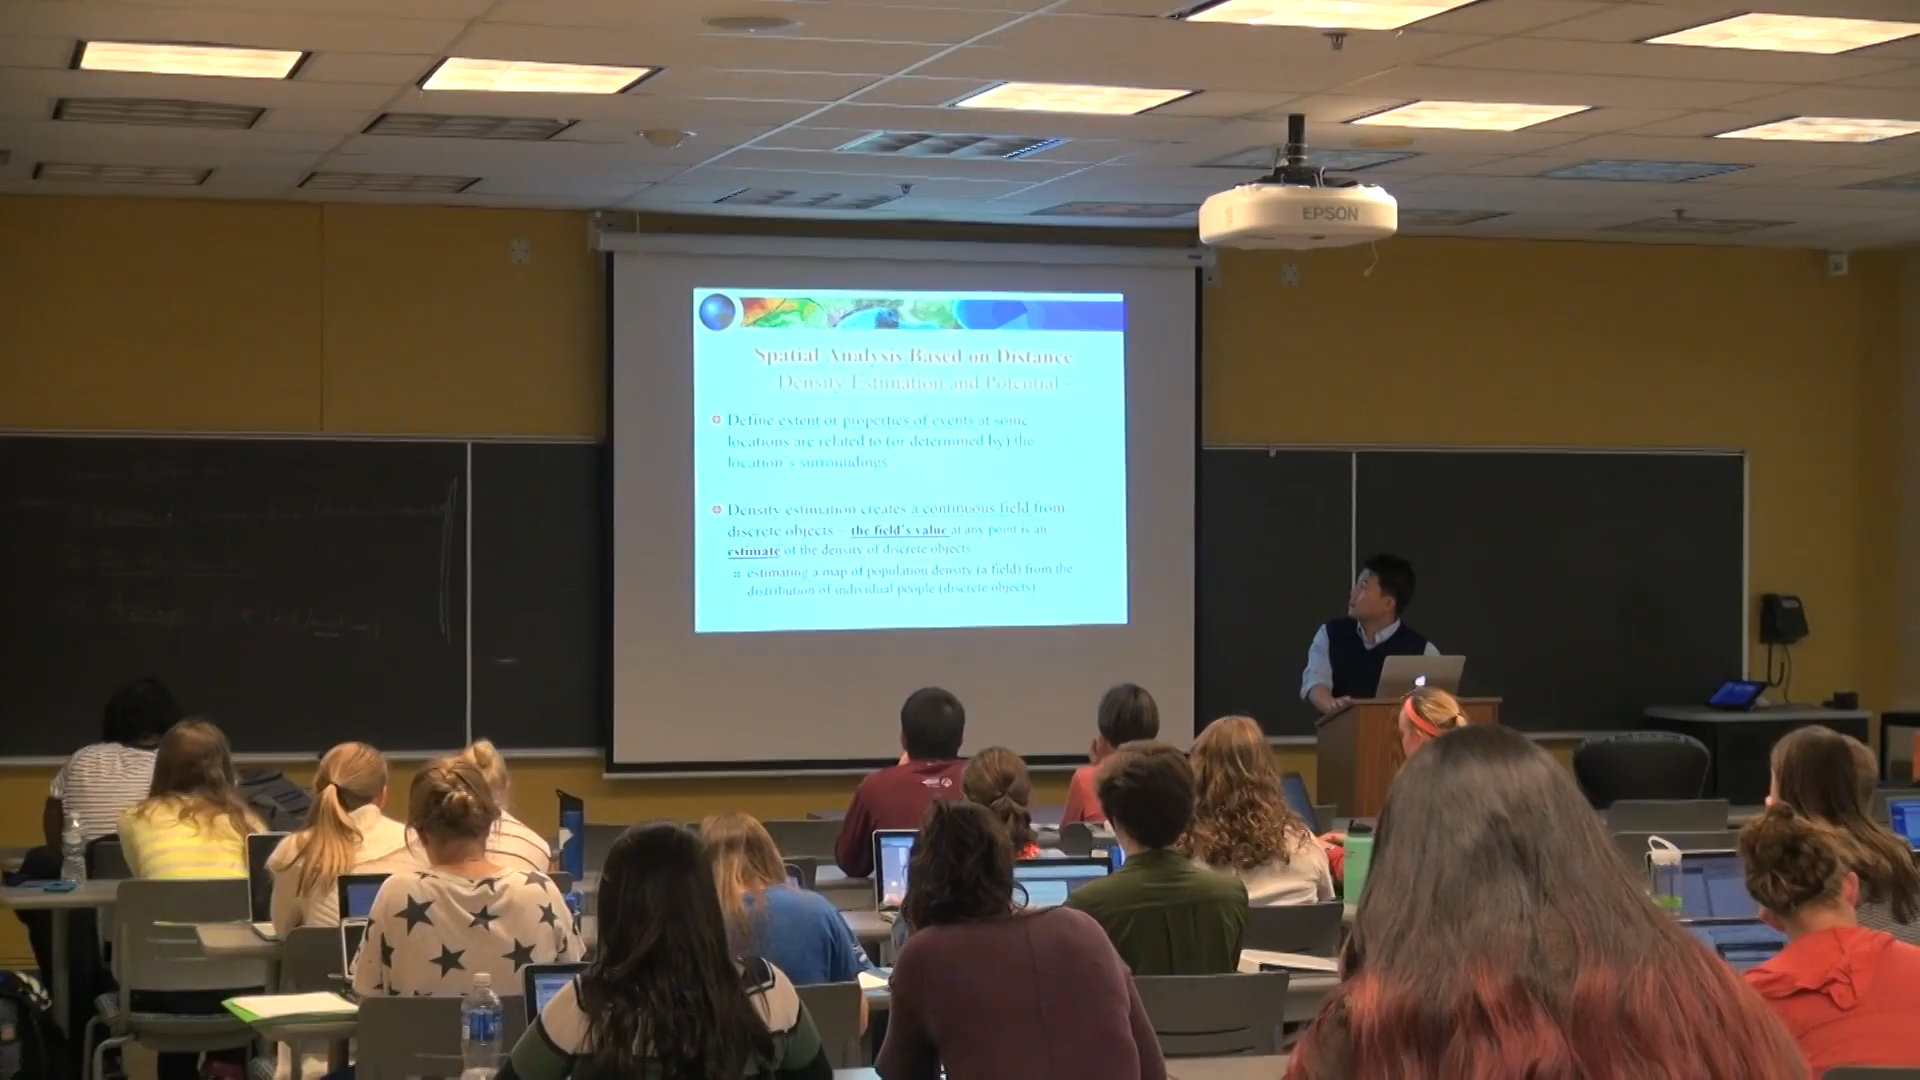 EPSON
Spatial Analysis Based on Distance
Density Estimation and Potential -
Define extent or properties of events at some
locations are related to (or determined by) the
location's surroundings
Density estimation creates a continuous field from
discrete objects the field's value at any point is an
estimate of the density of discrete objects
estimating a map of population density (a field) from the
distribution of individual people (discrete objects)